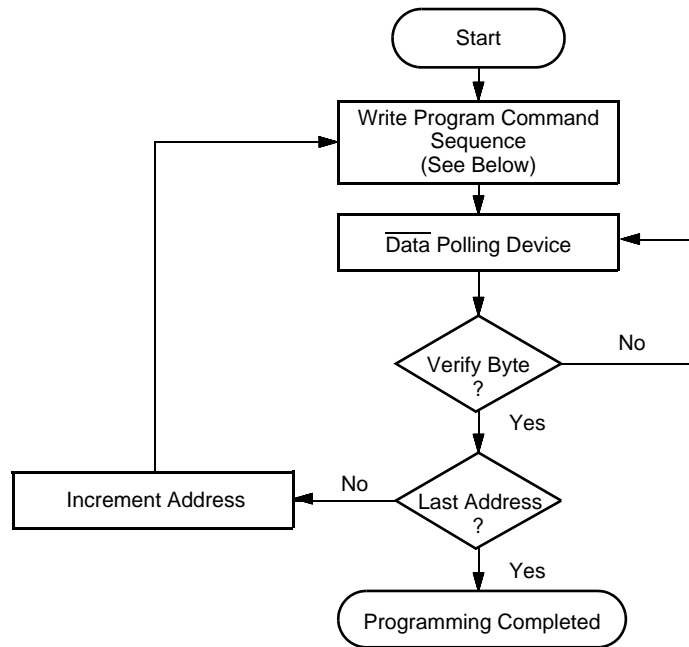 Start
Write Program Command
Sequence
(See Below)
Data Polling Device
Verify Byte
?
No
Yes
Increment Address
No
Last Address
?
Yes
Programming Completed